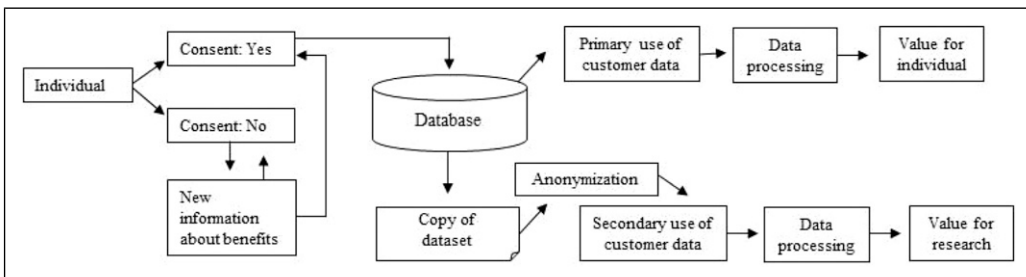 Individual
Consent: Yes
Consent: No
New
information
about benefits
Database
Copy of
dataset
Primary use of
customer data
Data
processing
Value for
individual
Anonymization
Secondary use of
customer data
Data
processing
Value for
research